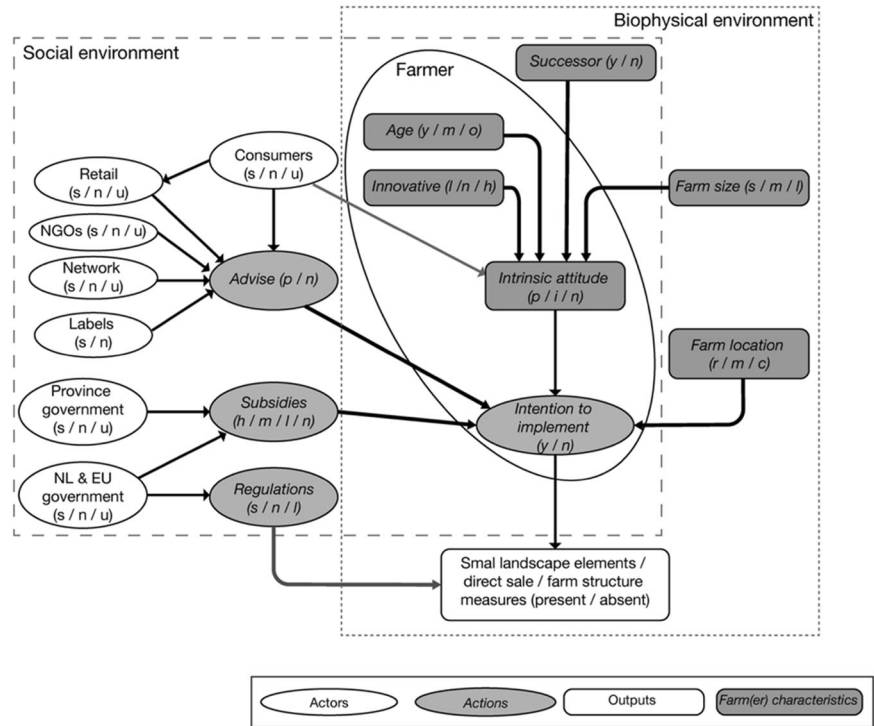 Biophysical environment
Social environment
Farmer
Successor (y / n)
Age (y / m / o)
Consumers
(s / n / u)
Retail
(s / n / u)
Innovative (l /n / h)
Farm size (s / m / l)
NGOs (s / n / u)
Network
(s / n / u)
Advise (p / n)
Intrinsic attitude
(p / i / n)
Labels
(s / n)
Farm location
(r / m / c)
Province
government
(s / n / u)
Subsidies
(h / m / l / n)
Intention to
implement
(y / n)
NL & EU
government
(s / n / u)
Regulations
(s / n / l)
Smal landscape elements /
direct sale / farm structure
measures (present / absent)
Actors
Actions
Outputs
Farm(er) characteristics